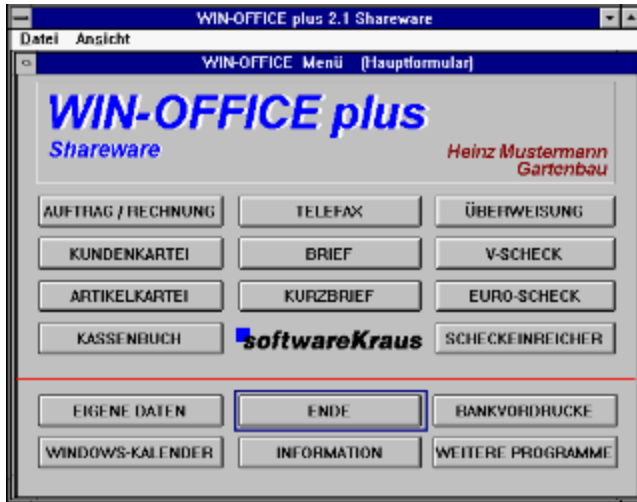 WIN-OFFICE plus 2.1 Shareware
Datei Ansicht
WIN-OFFICE Menü (Hauptformular)
WIN-OFFICE plus
Shareware
Heinz Mustermann
Gartenbau
AUFTRAG / RECHNUNG TELEFAX ÜBERWEISUNG
KUNDENKARTEI BRIEF V-SCHECK
ARTIKELKARTEI KURZBRIEF EURO-SCHECK
KASSENBUCH softwareKraus SCHECKEINREICHER
EIGENE DATEN ENDE BANKVORDRUCKE
WINDOWS-KALENDER INFORMATION WEITERE PROGRAMME